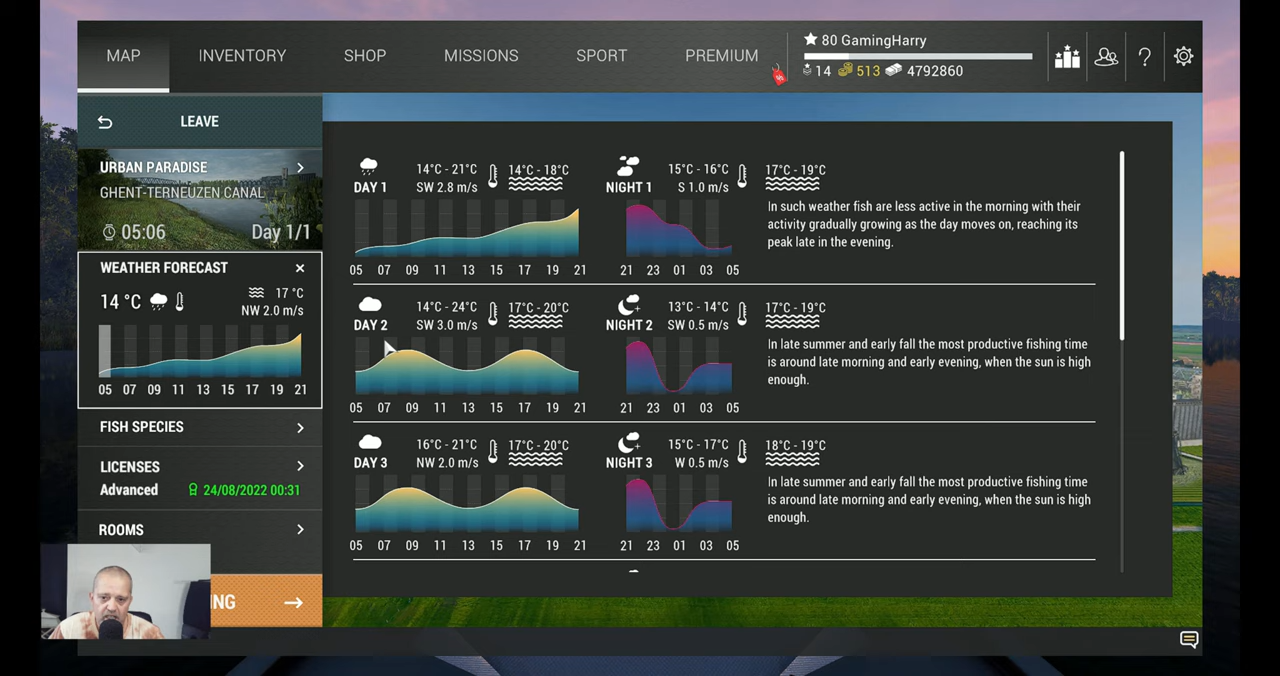 MAP
INVENTORY
SHOP
MISSIONS
SPORT
PREMIUM
80 GamingHarry
14 513 4792860
LEAVE
URBAN PARADISE
GHENT-TERNEUZEN CANAL
05:06 Day 1/1
WEATHER FORECAST
14 °C
17 °C
NW 2.0 m/s
05 07 09 11 13 15 17 19 21
FISH SPECIES
LICENSES
Advanced 24/08/2022 00:31
ROOMS
NG
DAY 1
14°C - 21°C
SW 2.8 m/s
14°C - 18°C
05 07 09 11 13 15 17 19 21
NIGHT 1
15°C - 16°C
S 1.0 m/s
17°C - 19°C
21 23 01 03 05
In such weather fish are less active in the morning with their
activity gradually growing as the day moves on, reaching its
peak late in the evening.
DAY 2
14°C - 24°C
SW 3.0 m/s
17°C - 20°C
05 07 09 11 13 15 17 19 21
NIGHT 2
13°C - 14°C
SW 0.5 m/s
17°C - 19°C
21 23 01 03 05
In late summer and early fall the most productive fishing time
is around late morning and early evening, when the sun is high
enough.
DAY 3
16°C - 21°C
NW 2.0 m/s
17°C - 20°C
05 07 09 11 13 15 17 19 21
NIGHT 3
15°C - 17°C
W 0.5 m/s
18°C - 19°C
21 23 01 03 05
In late summer and early fall the most productive fishing time
is around late morning and early evening, when the sun is high
enough.